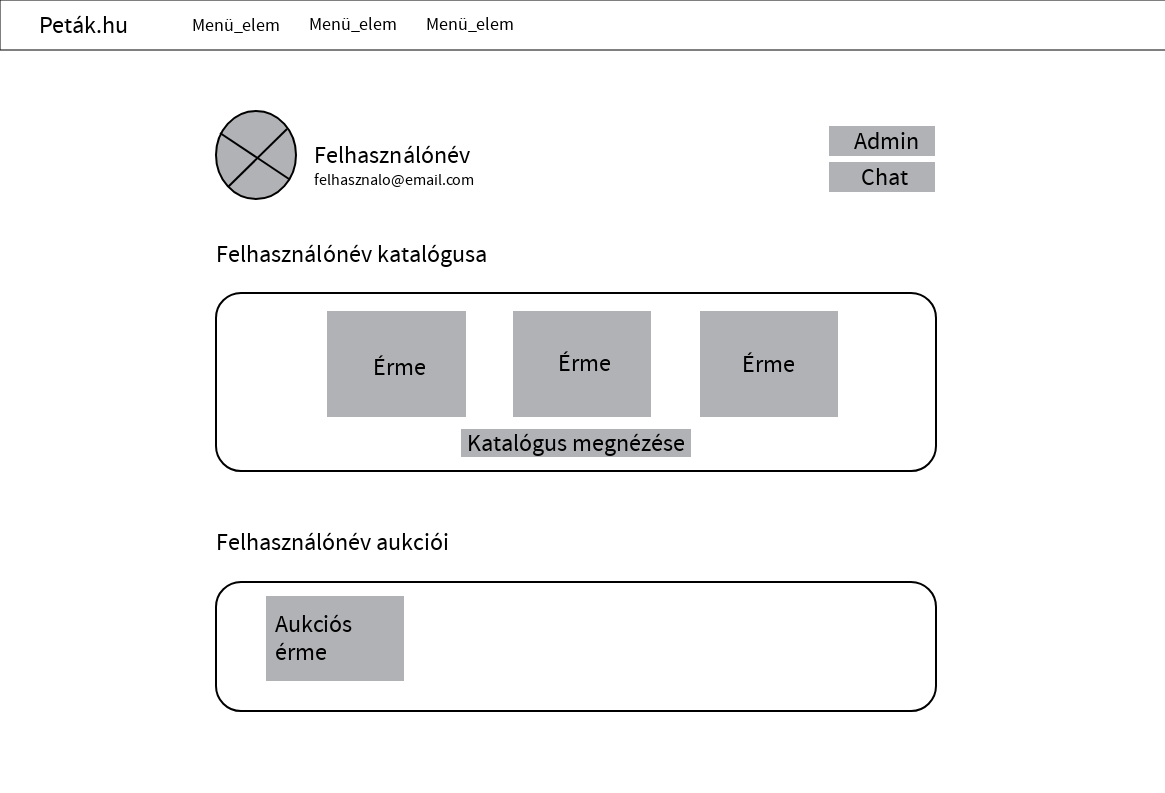 Peták.hu Menü_elem Menü_elem Menü_elem
Felhasználónév
felhasznalo@email.com
Admin
Chat
Felhasználónév katalógusa
Érme Érme Érme
Katalógus megnézése
Felhasználónév aukciói
Aukciós
érme